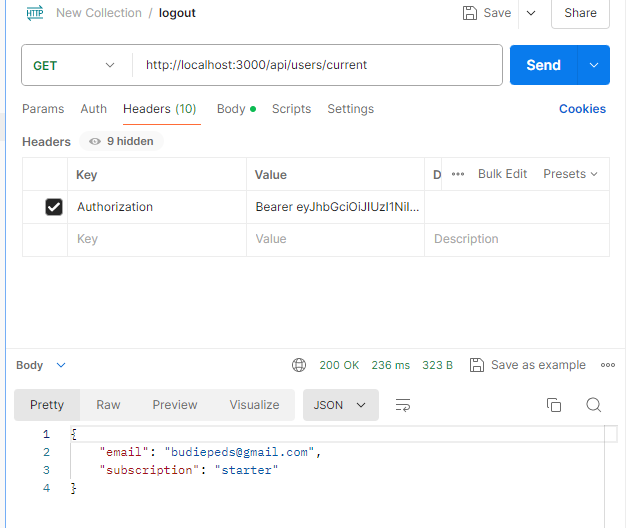 HTTP New Collection / logout Save Share
GET http://localhost:3000/api/users/current Send
Params Auth Headers (10) Body Scripts Settings Cookies
Headers 9 hidden
Key Value D ••• Bulk Edit Presets
Authorization Bearer eyJhbGciOiJIUzI1NiI...
Key Value Description
Body 200 OK 236 ms 323 B Save as example •••
Pretty Raw Preview Visualize JSON
1 {
2 "email": "budiepeds@gmail.com",
3 "subscription": "starter"
4 }